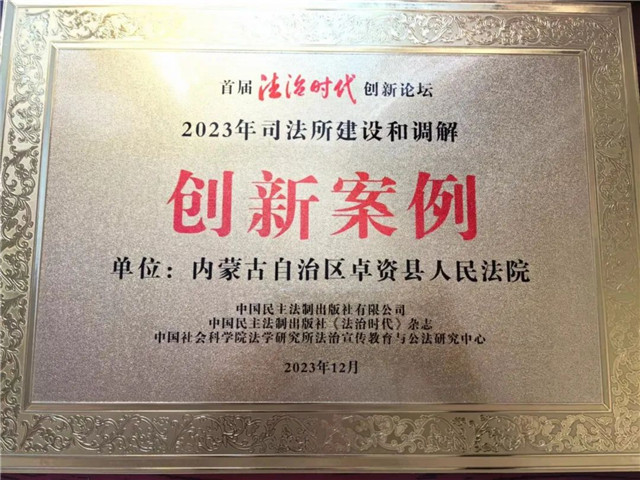 首届法治时代创新论坛
2023年司法所建设和调解
创新案例
单位：内蒙古自治区卓资县人民法院
中国民主法制出版社有限公司
中国民主法制出版社《法治时代》杂志
中国社会科学院法学研究所法治宣传教育与公法研究中心
2023年12月